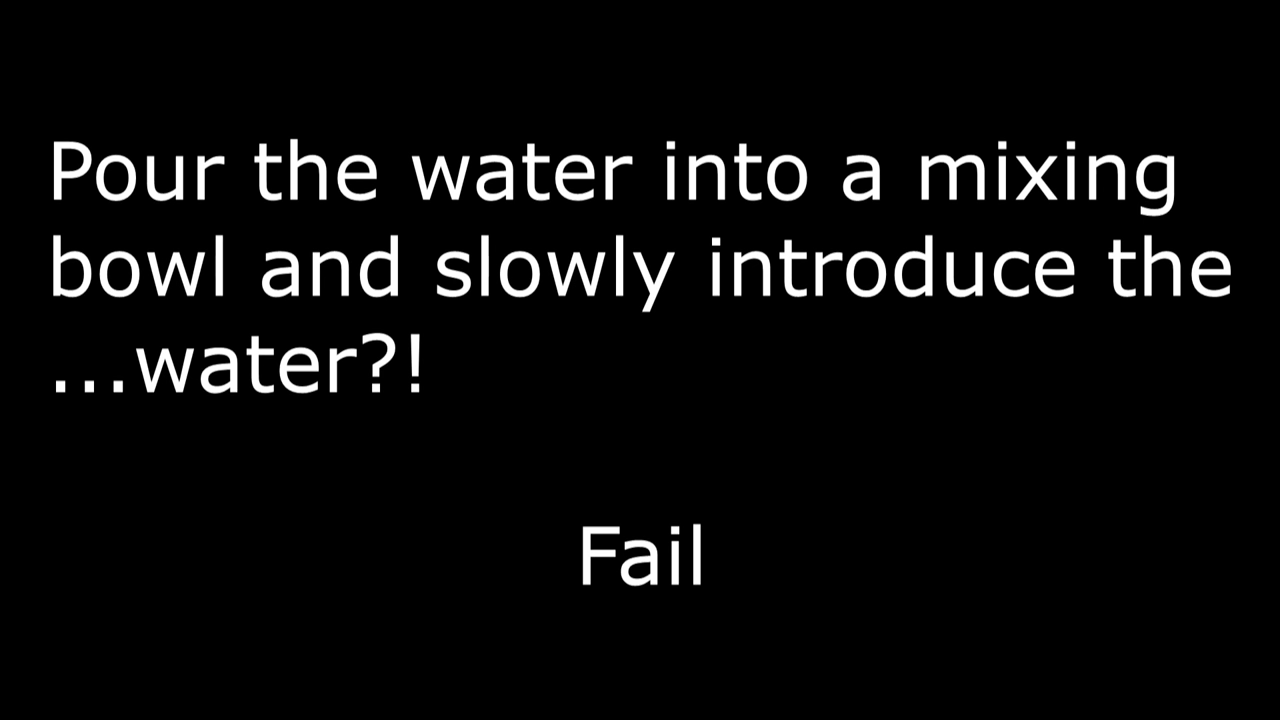 Pour the water into a mixing
bowl and slowly introduce the
...water?!
Fail